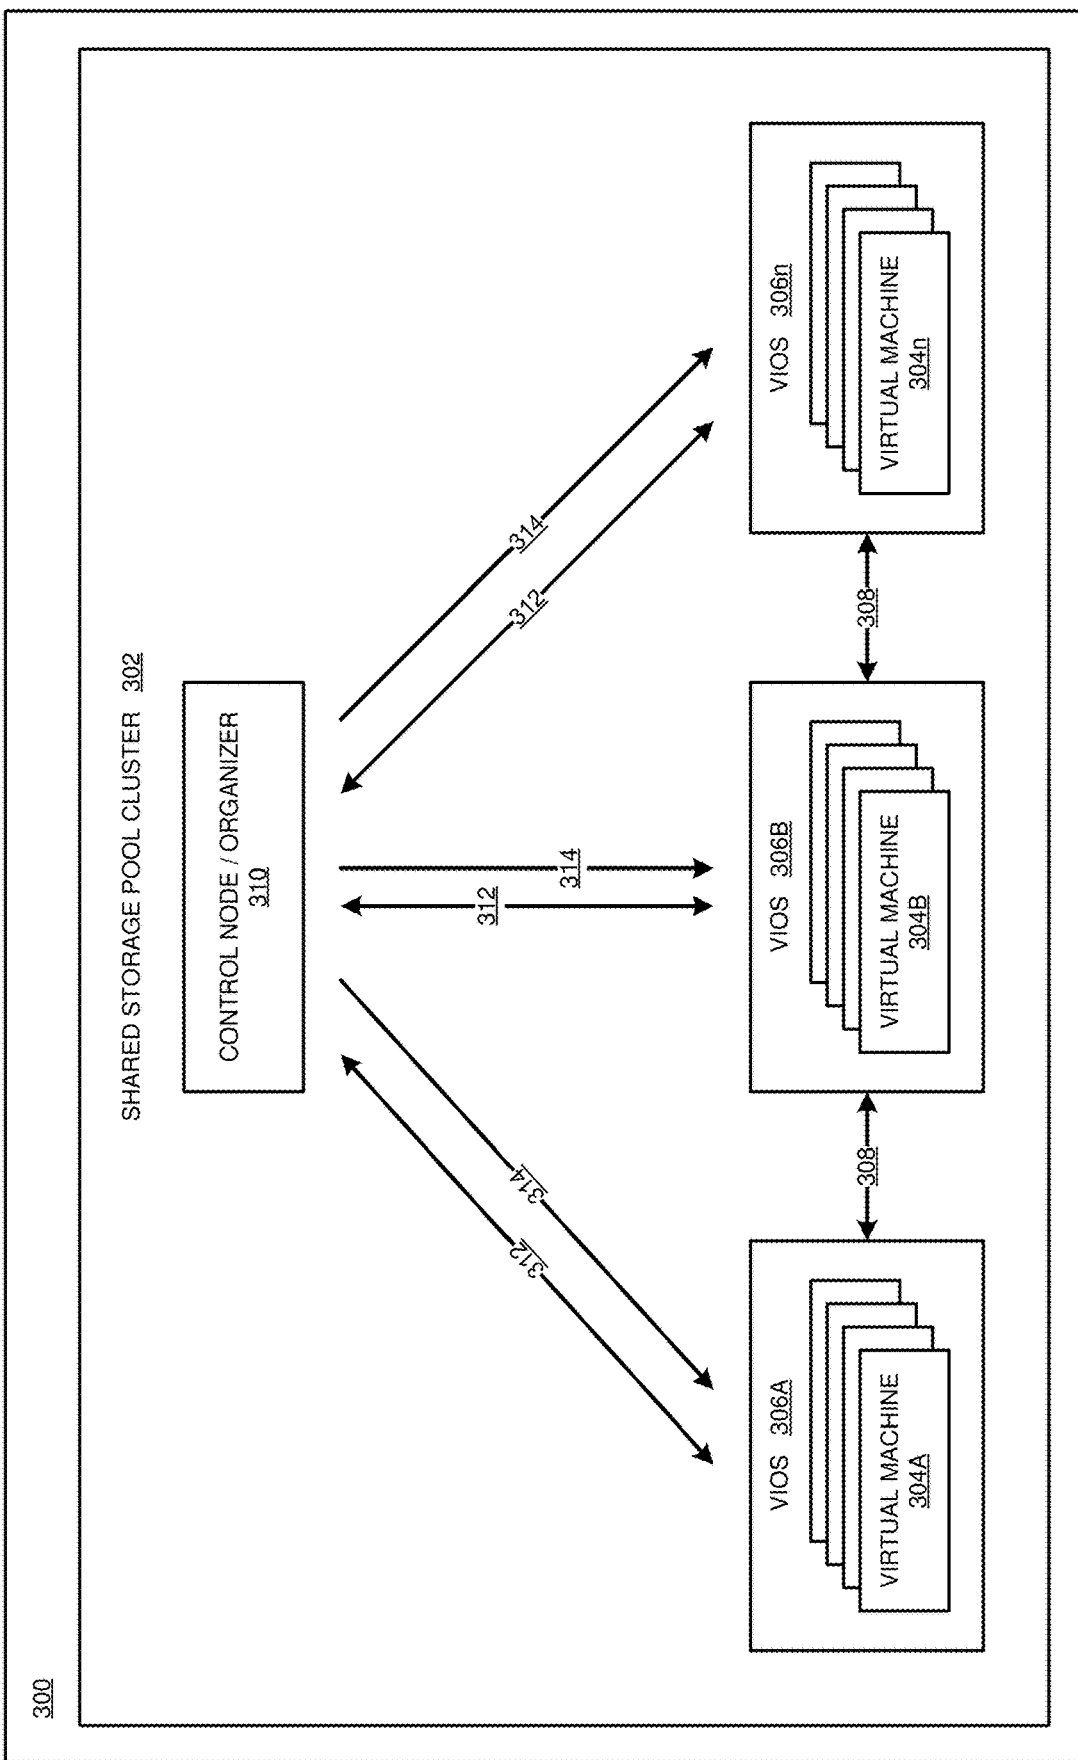 300
SHARED STORAGE POOL CLUSTER 302
CONTROL NODE / ORGANIZER
310
312
314
312
314
312
314
VIOS 306A
VIRTUAL MACHINE
304A
308
VIOS 306B
VIRTUAL MACHINE
304B
308
VIOS 306n
VIRTUAL MACHINE
304n